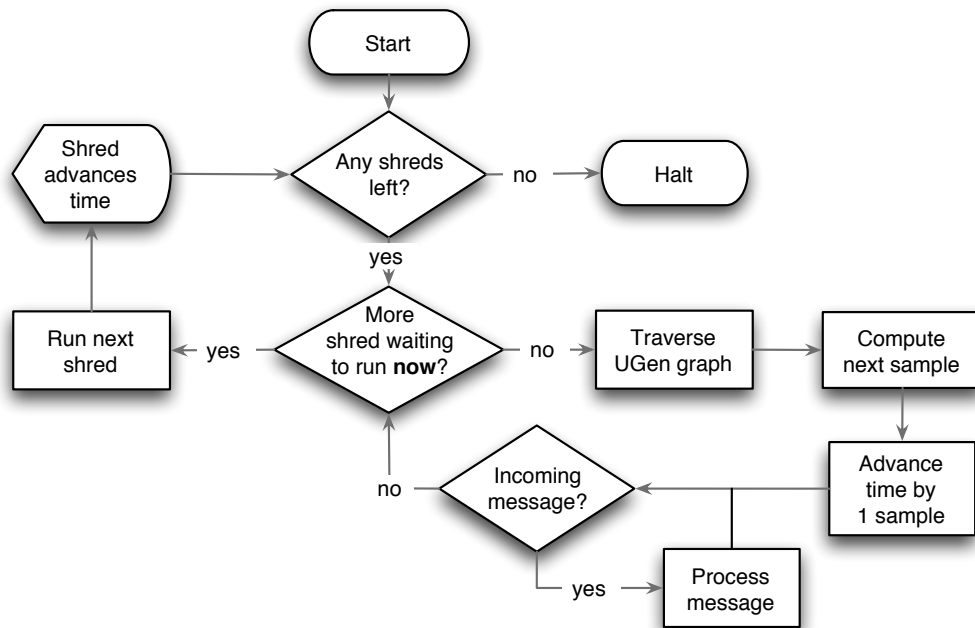 Start
Shred
advances
time
Any shreds
left?
no
Halt
yes
Run next
shred
yes
More
shred waiting
to run now?
no
Traverse
UGen graph
Compute
next sample
no
Incoming
message?
Advance
time by
1 sample
yes
Process
message